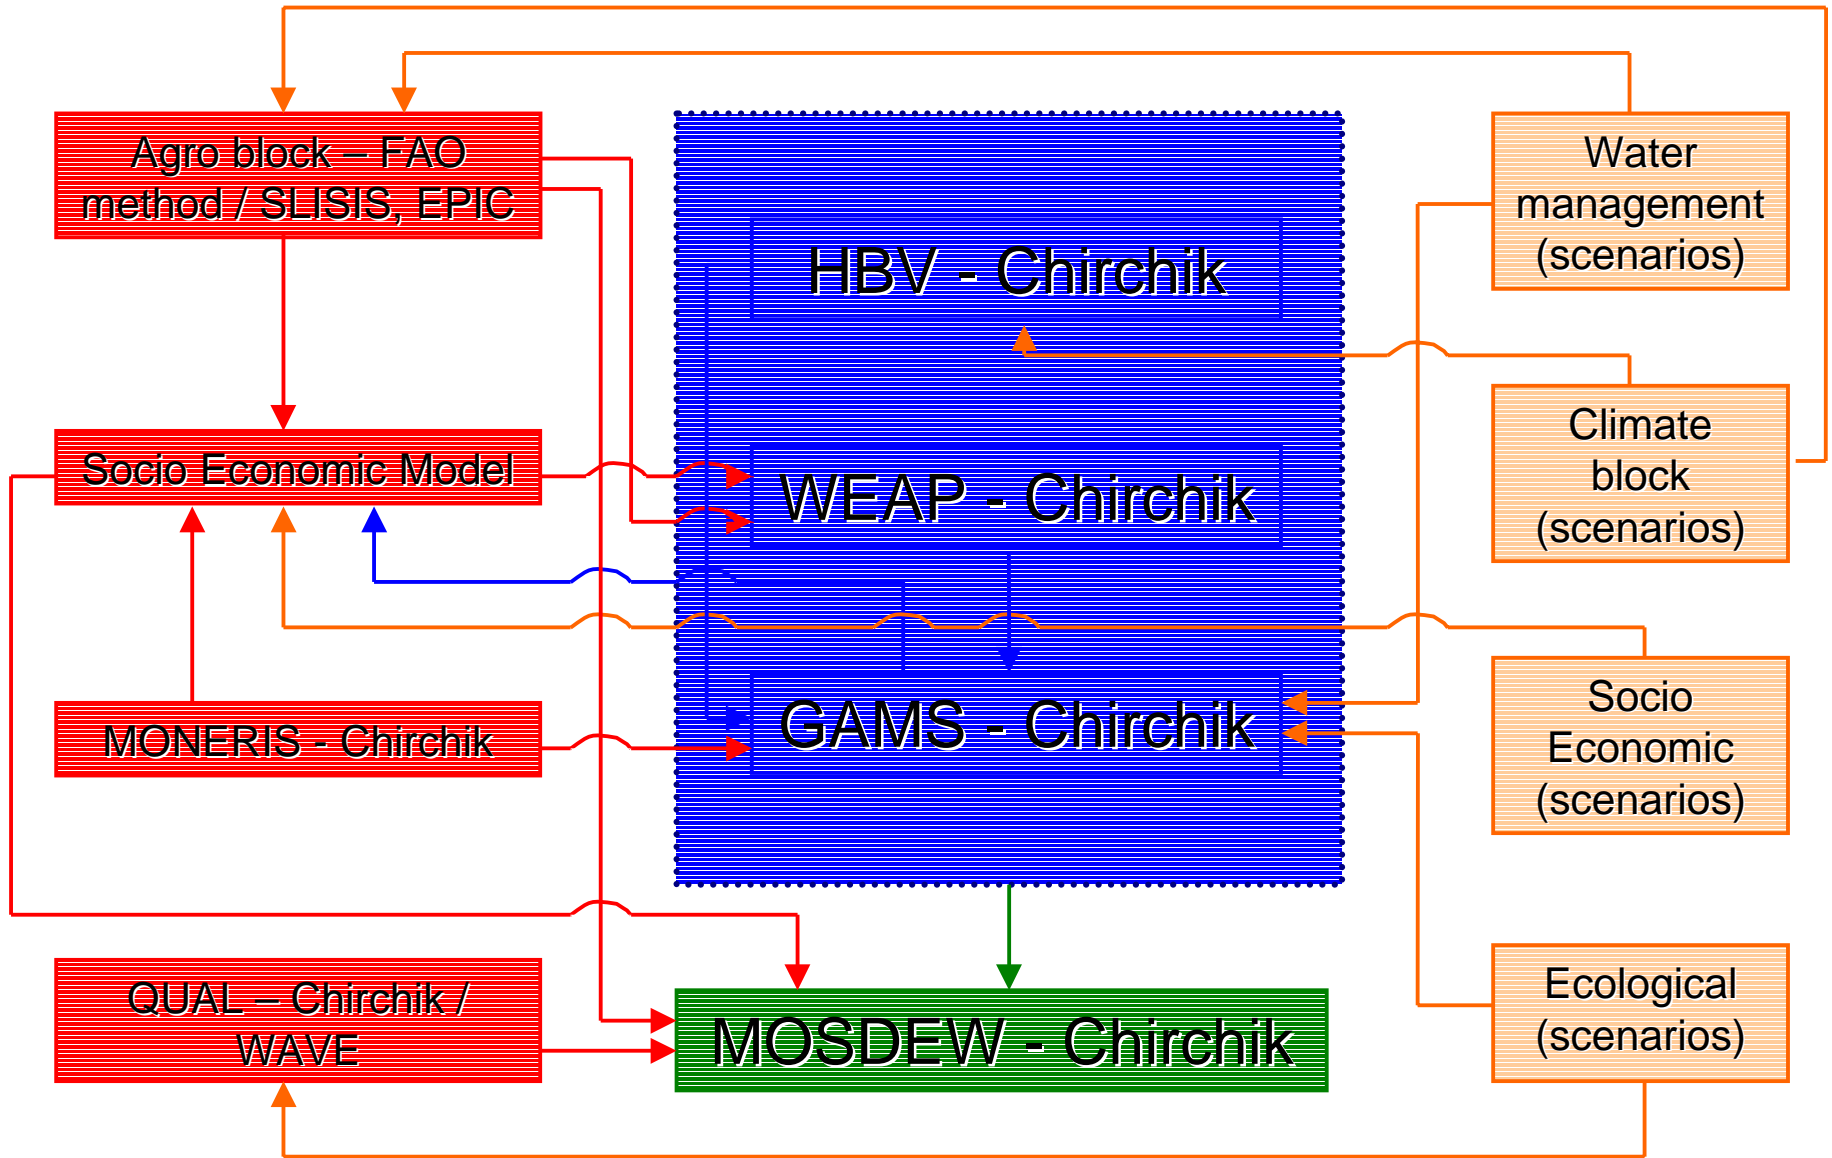 Agro block – FAO
method / SLISIS, EPIC
Socio Economic Model
MONERIS - Chirchik
QUAL – Chirchik /
WAVE
HBV - Chirchik
WEAP - Chirchik
GAMS - Chirchik
MOSDEW - Chirchik
Water
management
(scenarios)
Climate
block
(scenarios)
Socio
Economic
(scenarios)
Ecological
(scenarios)